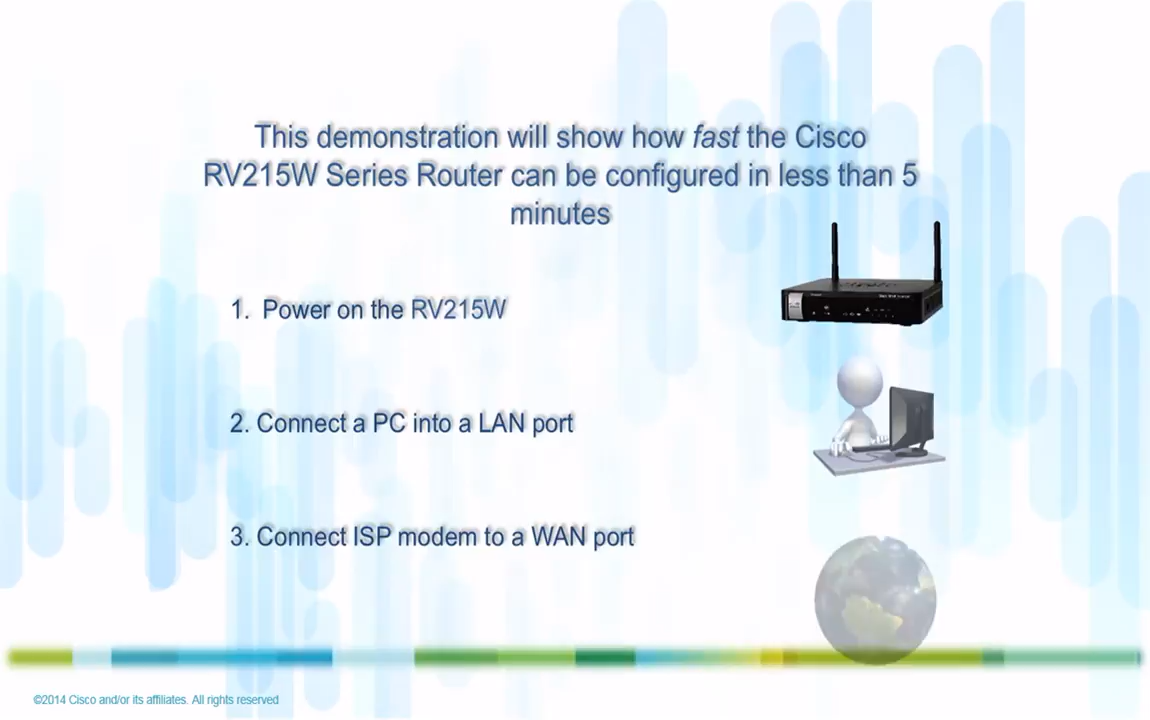 This demonstration will show how fast the Cisco
RV215W Series Router can be configured in less than 5
minutes
1. Power on the RV215W
2. Connect a PC into a LAN port
3. Connect ISP modem to a WAN port
©2014 Cisco and/or its affiliates. All rights reserved